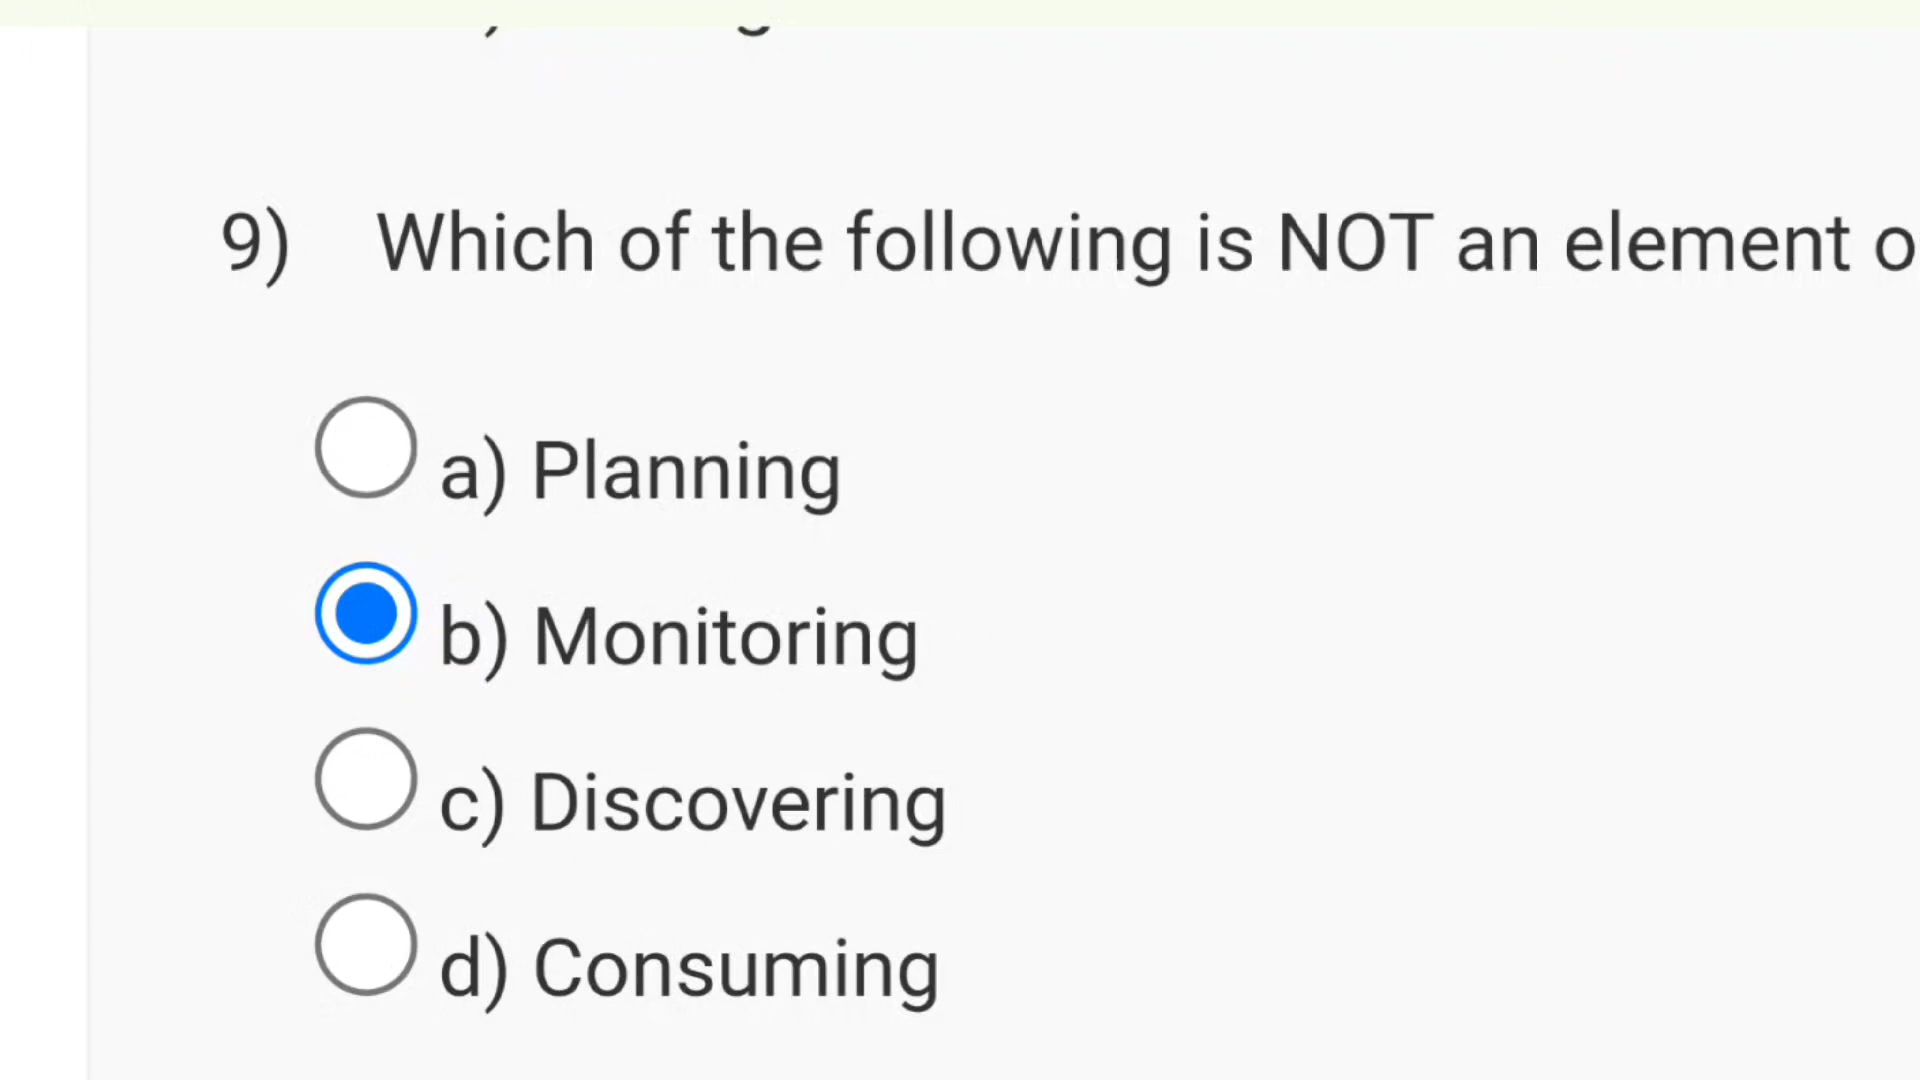 9) Which of the following is NOT an element
a) Planning
b) Monitoring
c) Discovering
d) Consuming